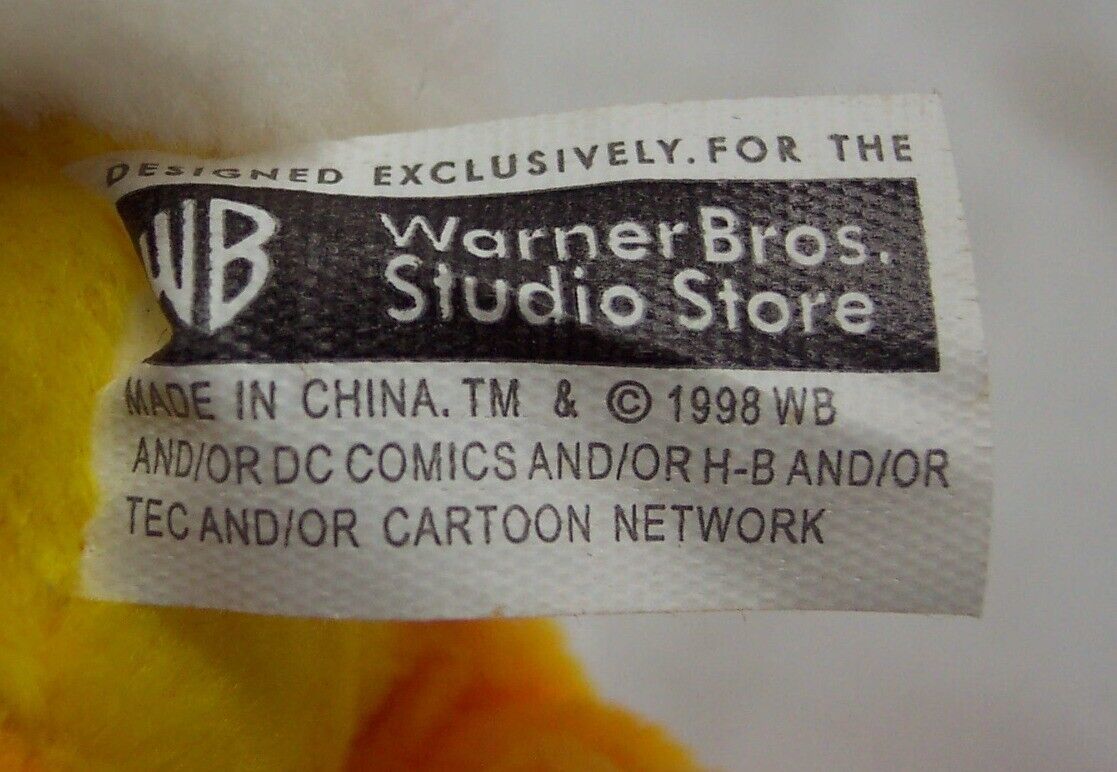 DESIGNED EXCLUSIVELY. FOR THE
WB Warner Bros.
Studio Store
MADE IN CHINA. TM & © 1998 WB
AND/OR DC COMICS AND/OR H-B AND/OR
TEC AND/OR CARTOON NETWORK